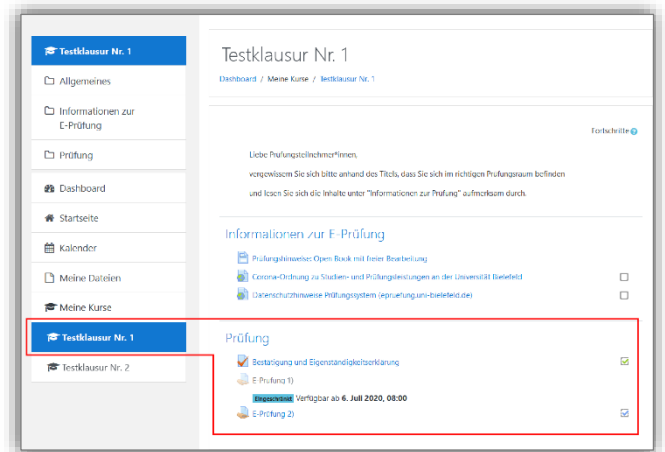 Testklausur Nr. 1
Allgemeines
Informationen zur
E-Prüfung
Prüfung
Dashboard
Startseite
Kalender
Meine Dateien
Meine Kurse
Testklausur Nr. 1
Testklausur Nr. 2
Testklausur Nr. 1
Dashboard / Meine Kurse / Testklausur Nr. 1
Fortschritte
Liebe Prüfungsteilnehmer*innen,
vergewissern Sie sich bitte anhand des Titels, dass Sie sich im richtigen Prüfungsraum befinden
und lesen Sie sich die Inhalte unter "Informationen zur Prüfung" aufmerksam durch.
Informationen zur E-Prüfung
Prüfungshinweise: Open Book mit freier Bearbeitung
Corona-Ordnung zu Studien- und Prüfungsleistungen an der Universität Bielefeld
Datenschutzhinweise Prüfungssystem (epruefung.uni-bielefeld.de)
Prüfung
Bestätigung und Eigenständigkeitserklärung
E-Prüfung 1)
Eingeschränkt Verfügbar ab 6. Juli 2020, 08:00
E-Prüfung 2)